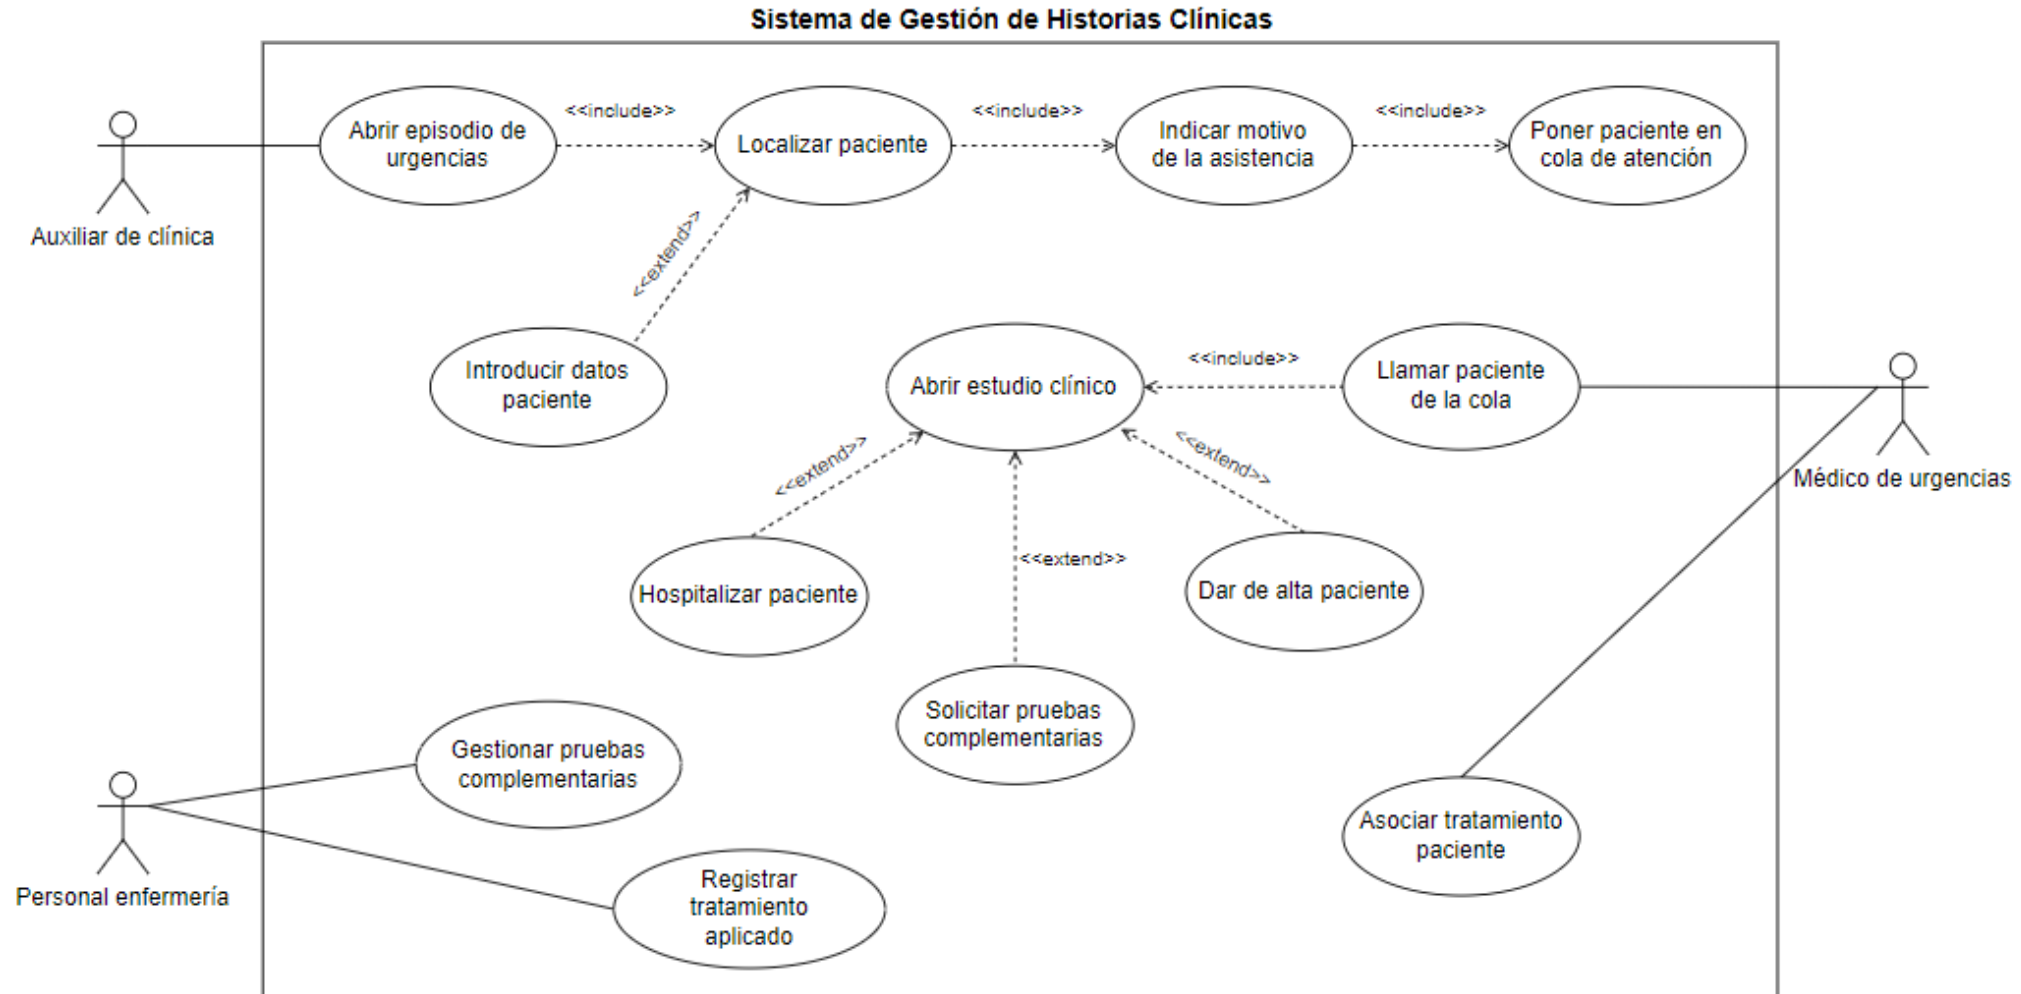 Sistema de Gestión de Historias Clínicas
Abrir episodio de
urgencias
<<include>>
Localizar paciente
<<include>>
Indicar motivo
de la asistencia
<<include>>
Poner paciente en
cola de atención
Auxiliar de clínica
<<extend>>
Introducir datos
paciente
Abrir estudio clínico
<<include>>
Llamar paciente
de la cola
Médico de urgencias
<<extend>>
<<extend>>
<<extend>>
Hospitalizar paciente
Dar de alta paciente
Solicitar pruebas
complementarias
Gestionar pruebas
complementarias
Asociar tratamiento
paciente
Personal enfermería
Registrar
tratamiento
aplicado